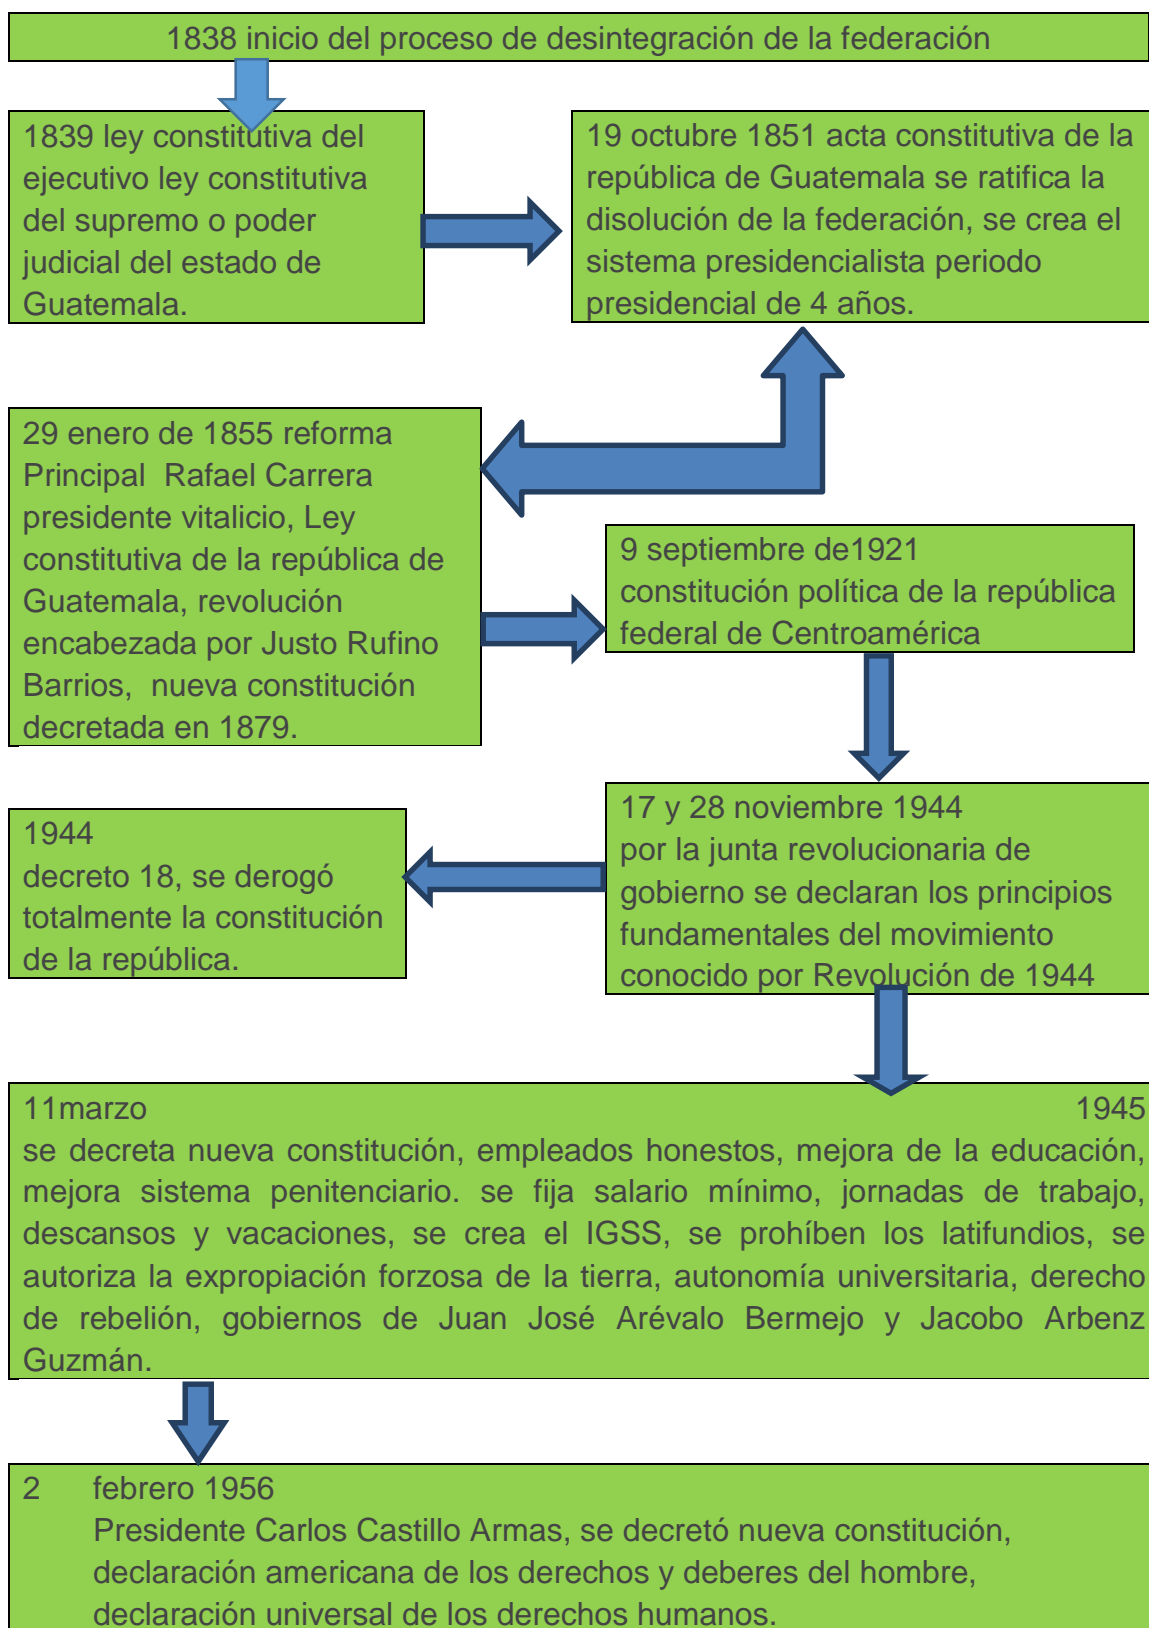 1838 inicio del proceso de desintegración de la federación
1839 ley constitutiva del
ejecutivo ley constitutiva
del supremo o poder
judicial del estado de
Guatemala.
19 octubre 1851 acta constitutiva de la
república de Guatemala se ratifica la
disolución de la federación, se crea el
sistema presidencialista periodo
presidencial de 4 años.
29 enero de 1855 reforma
Principal Rafael Carrera
presidente vitalicio, Ley
constitutiva de la república de
Guatemala, revolución
encabezada por Justo Rufino
Barrios, nueva constitución
decretada en 1879.
9 septiembre de1921
constitución política de la república
federal de Centroamérica
17 y 28 noviembre 1944
por la junta revolucionaria de
gobierno se declaran los principios
fundamentales del movimiento
conocido por Revolución de 1944
1944
decreto 18, se derogó
totalmente la constitución
de la república.
11marzo 1945
se decreta nueva constitución, empleados honestos, mejora de la educación,
mejora sistema penitenciario. se fija salario mínimo, jornadas de trabajo,
descansos y vacaciones, se crea el IGSS, se prohíben los latifundios, se
autoriza la expropiación forzosa de la tierra, autonomía universitaria, derecho
de rebelión, gobiernos de Juan José Arévalo Bermejo y Jacobo Arbenz
Guzmán.
2 febrero 1956
Presidente Carlos Castillo Armas, se decretó nueva constitución,
declaración americana de los derechos y deberes del hombre,
declaración universal de los derechos humanos.